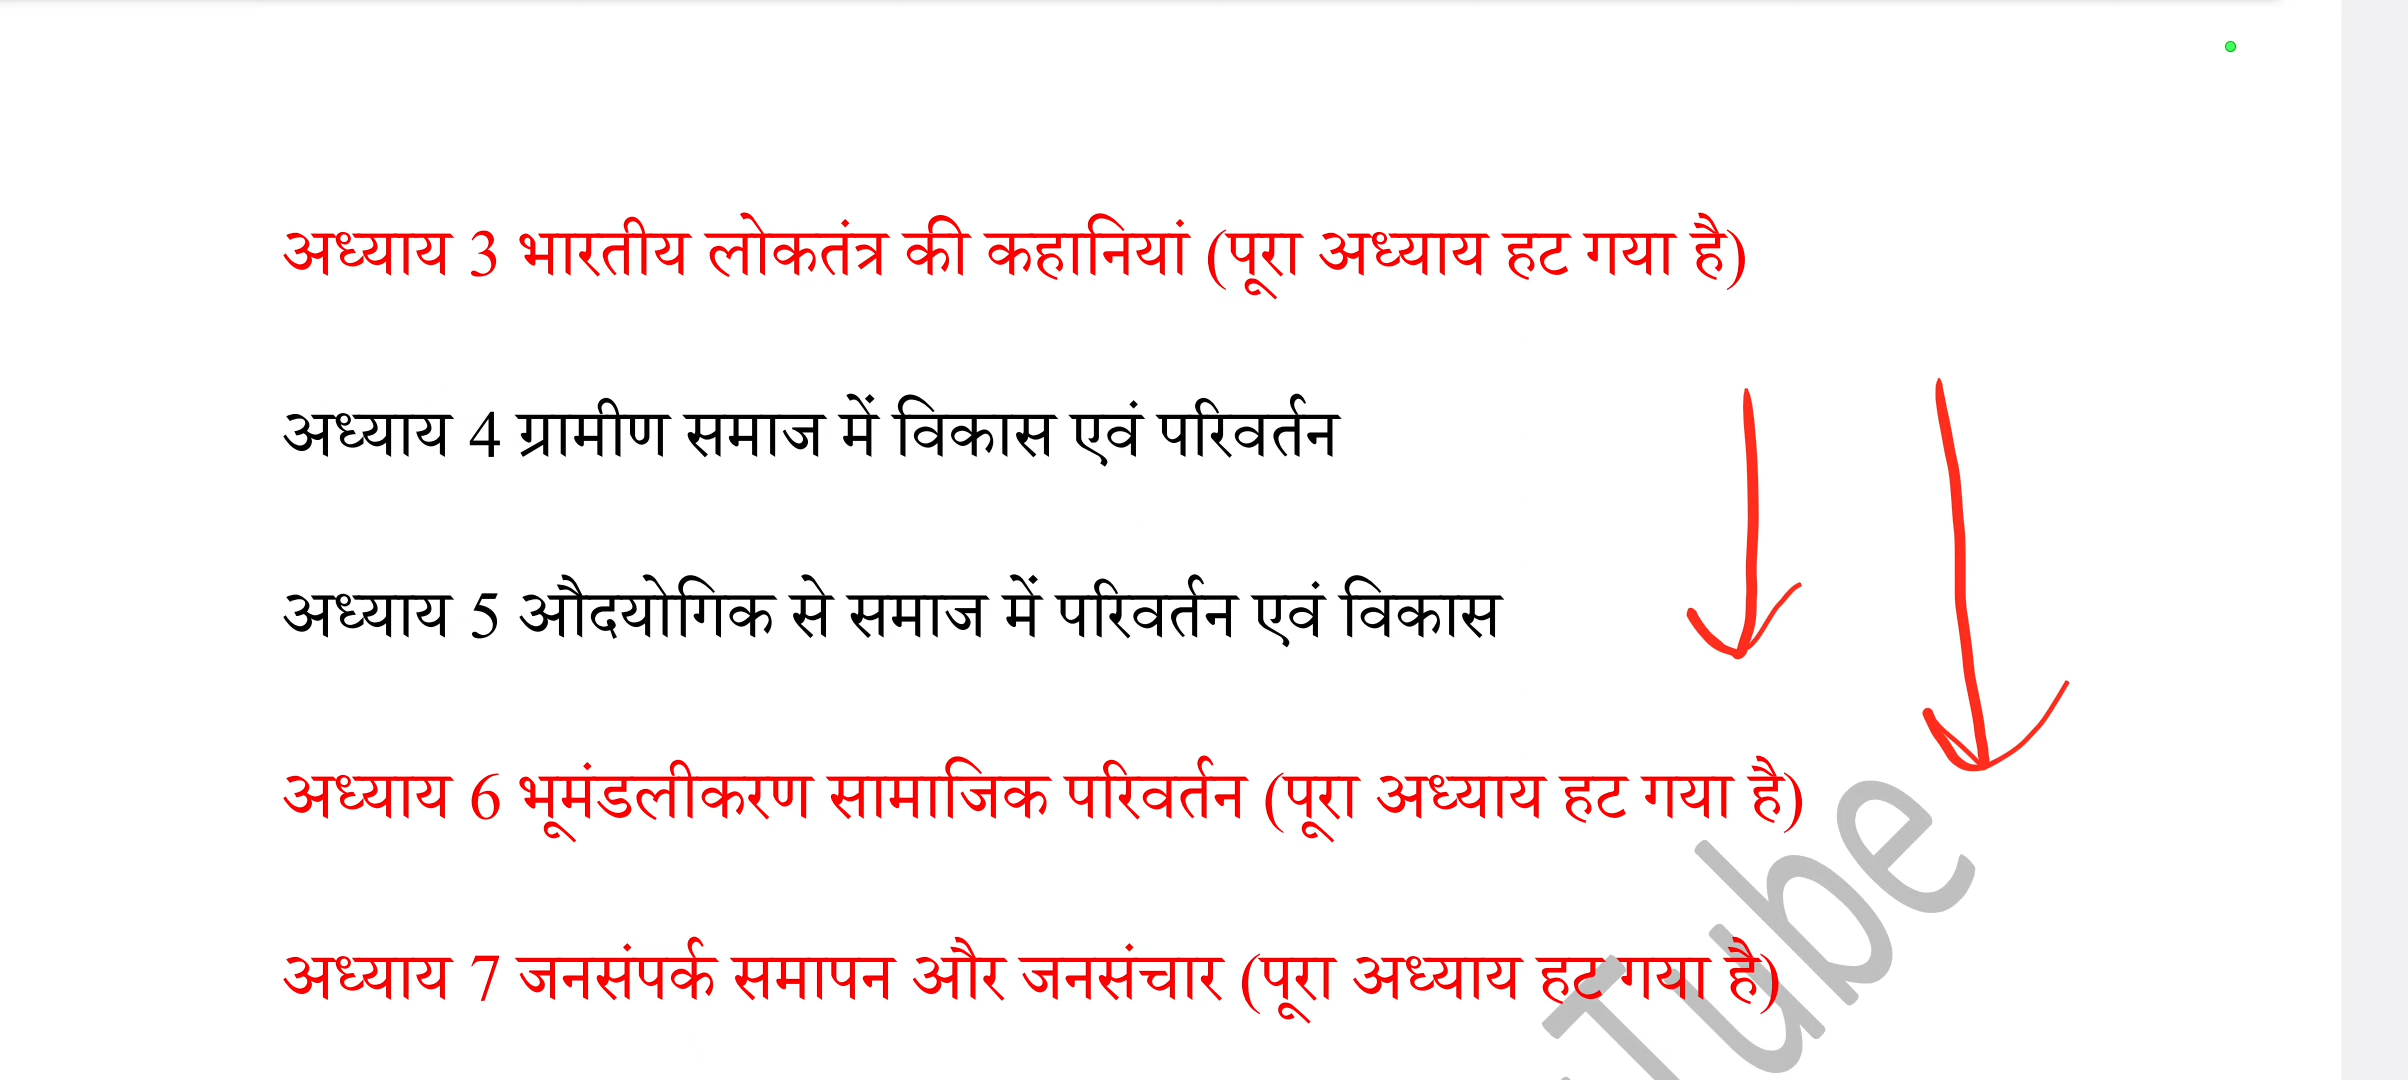 अध्याय 3 भारतीय लोकतंत्र की कहानियां (पूरा अध्याय हट गया है)
अध्याय 4 ग्रामीण समाज में विकास एवं परिवर्तन
अध्याय 5 औदयोगिक से समाज में परिवर्तन एवं विकास
अध्याय 6 भूमंडलीकरण सामाजिक परिवर्तन (पूरा अध्याय हट गया है)
अध्याय 7 जनसंपर्क समापन और जनसंचार (पूरा अध्याय हट गया है)
Tube